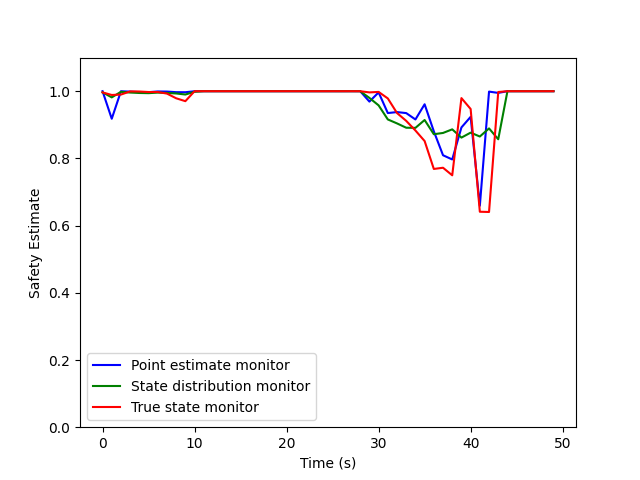 1.0
0.8
0.6
0.4
0.2
0.0
Safety Estimate
Point estimate monitor
State distribution monitor
True state monitor
0 10 20 30 40 50
Time (s)